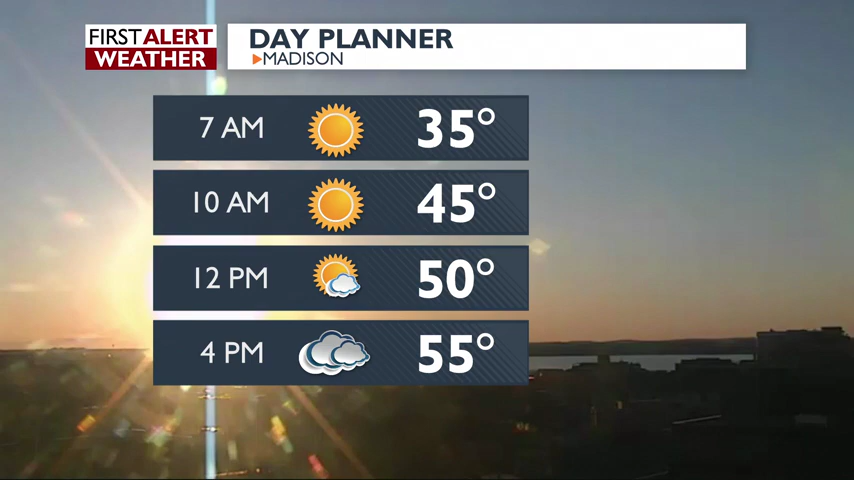 FIRST ALERT
WEATHER
DAY PLANNER
MADISON
7 AM 35°
10 AM 45°
12 PM 50°
4 PM 55°